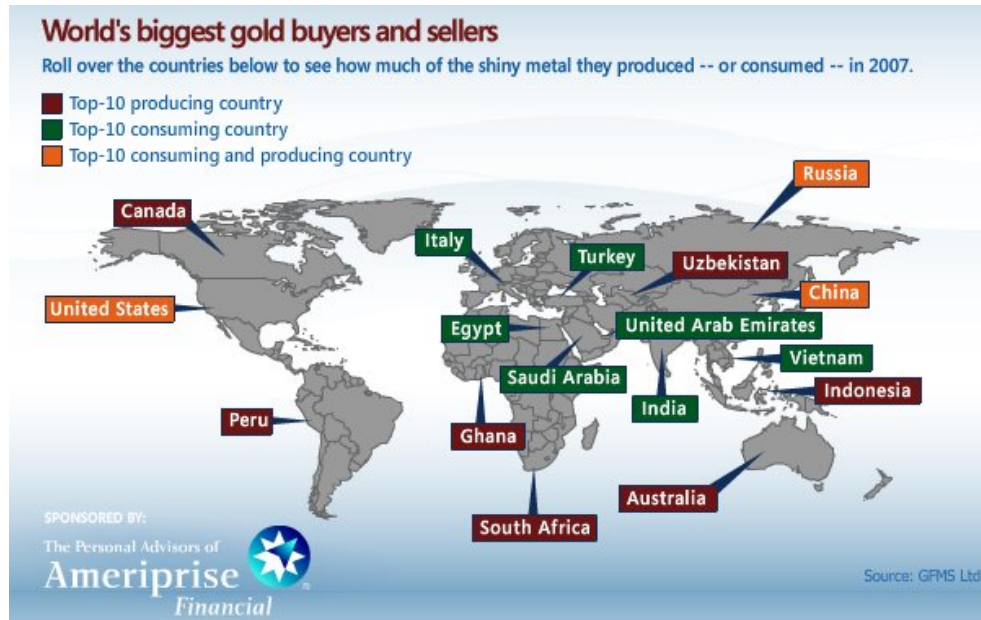 World's biggest gold buyers and sellers
Roll over the countries below to see how much of the shiny metal they produced -- or consumed -- in 2007.
Top-10 producing country
Top-10 consuming country
Top-10 consuming and producing country
Russia
Canada
Italy
Turkey
Uzbekistan
United States
China
Egypt
United Arab Emirates
Vietnam
Saudi Arabia
Indonesia
India
Peru
Ghana
Australia
South Africa
SPONSORED BY:
The Personal Advisors of
Ameriprise
Financial
Source: GFMS Ltd